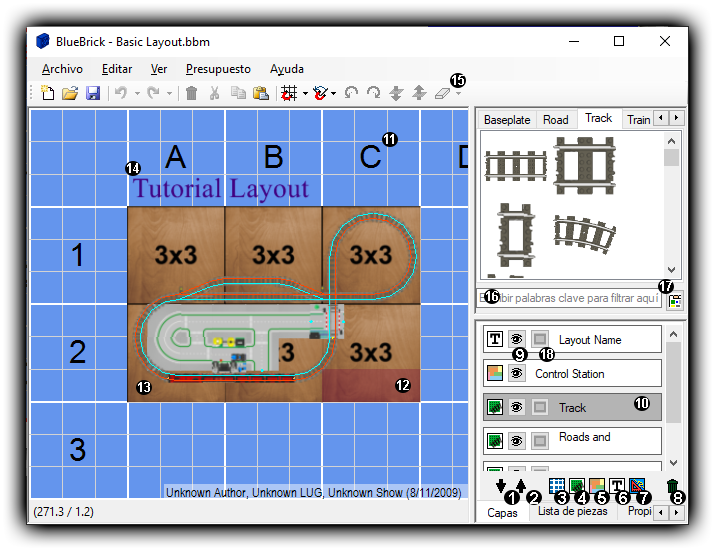 BlueBrick - Basic Layout.bbm
Archivo Editar Ver Presupuesto Ayuda
15
11
A B C D
14
Tutorial Layout
1 3x3 3x3 3x3
2 3 3x3
13 12
3
Unknown Author, Unknown LUG, Unknown Show (8/11/2009)
(271.3 / 1.2)
Baseplate Road Track Train
17
16 bir palabras clave para filtrar aquí
T Layout Name
9 18
Control Station
Track 10
Roads and
T
1 2 3 4 5 6 7 8
Capas Lista de piezas Propi